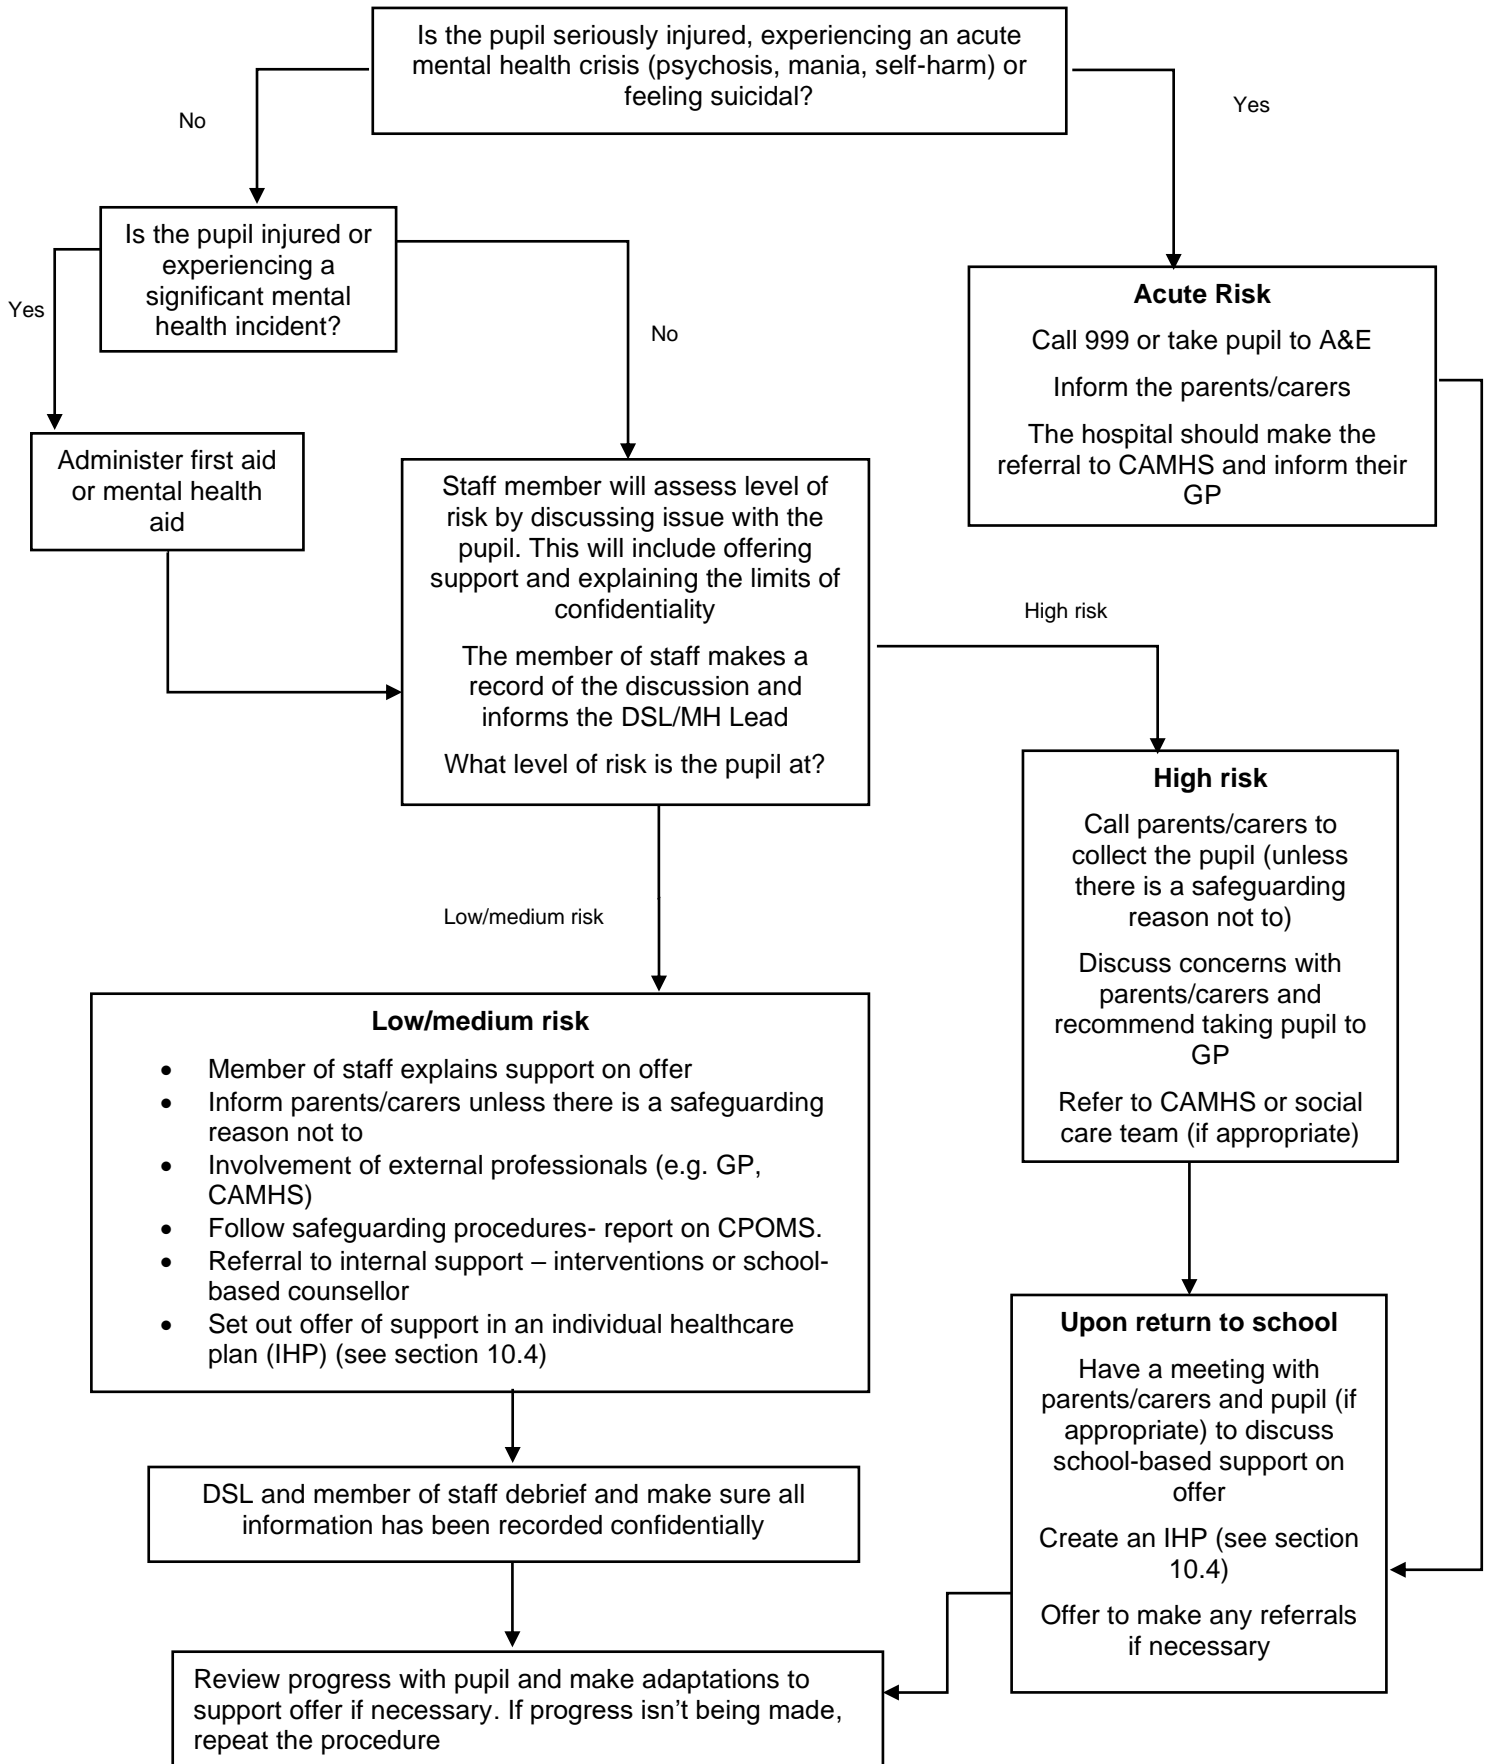 Is the pupil seriously injured, experiencing an acute
mental health crisis (psychosis, mania, self-harm) or
feeling suicidal?
No
Yes
Is the pupil injured or
experiencing a
significant mental
health incident?
Yes
No
Acute Risk
Call 999 or take pupil to A&E
Inform the parents/carers
The hospital should make the
referral to CAMHS and inform their
GP
Administer first aid
or mental health
aid
Staff member will assess level of
risk by discussing issue with the
pupil. This will include offering
support and explaining the limits of
confidentiality
The member of staff makes a
record of the discussion and
informs the DSL/MH Lead
What level of risk is the pupil at?
High risk
High risk
Call parents/carers to
collect the pupil (unless
there is a safeguarding
reason not to)
Discuss concerns with
parents/carers and
recommend taking pupil to
GP
Refer to CAMHS or social
care team (if appropriate)
Low/medium risk
Low/medium risk
• Member of staff explains support on offer
• Inform parents/carers unless there is a safeguarding
reason not to
• Involvement of external professionals (e.g. GP,
CAMHS)
• Follow safeguarding procedures- report on CPOMS.
• Referral to internal support – interventions or school-
based counsellor
• Set out offer of support in an individual healthcare
plan (IHP) (see section 10.4)
Upon return to school
Have a meeting with
parents/carers and pupil (if
appropriate) to discuss
school-based support on
offer
Create an IHP (see section
10.4)
Offer to make any referrals
if necessary
DSL and member of staff debrief and make sure all
information has been recorded confidentially
Review progress with pupil and make adaptations to
support offer if necessary. If progress isn't being made,
repeat the procedure